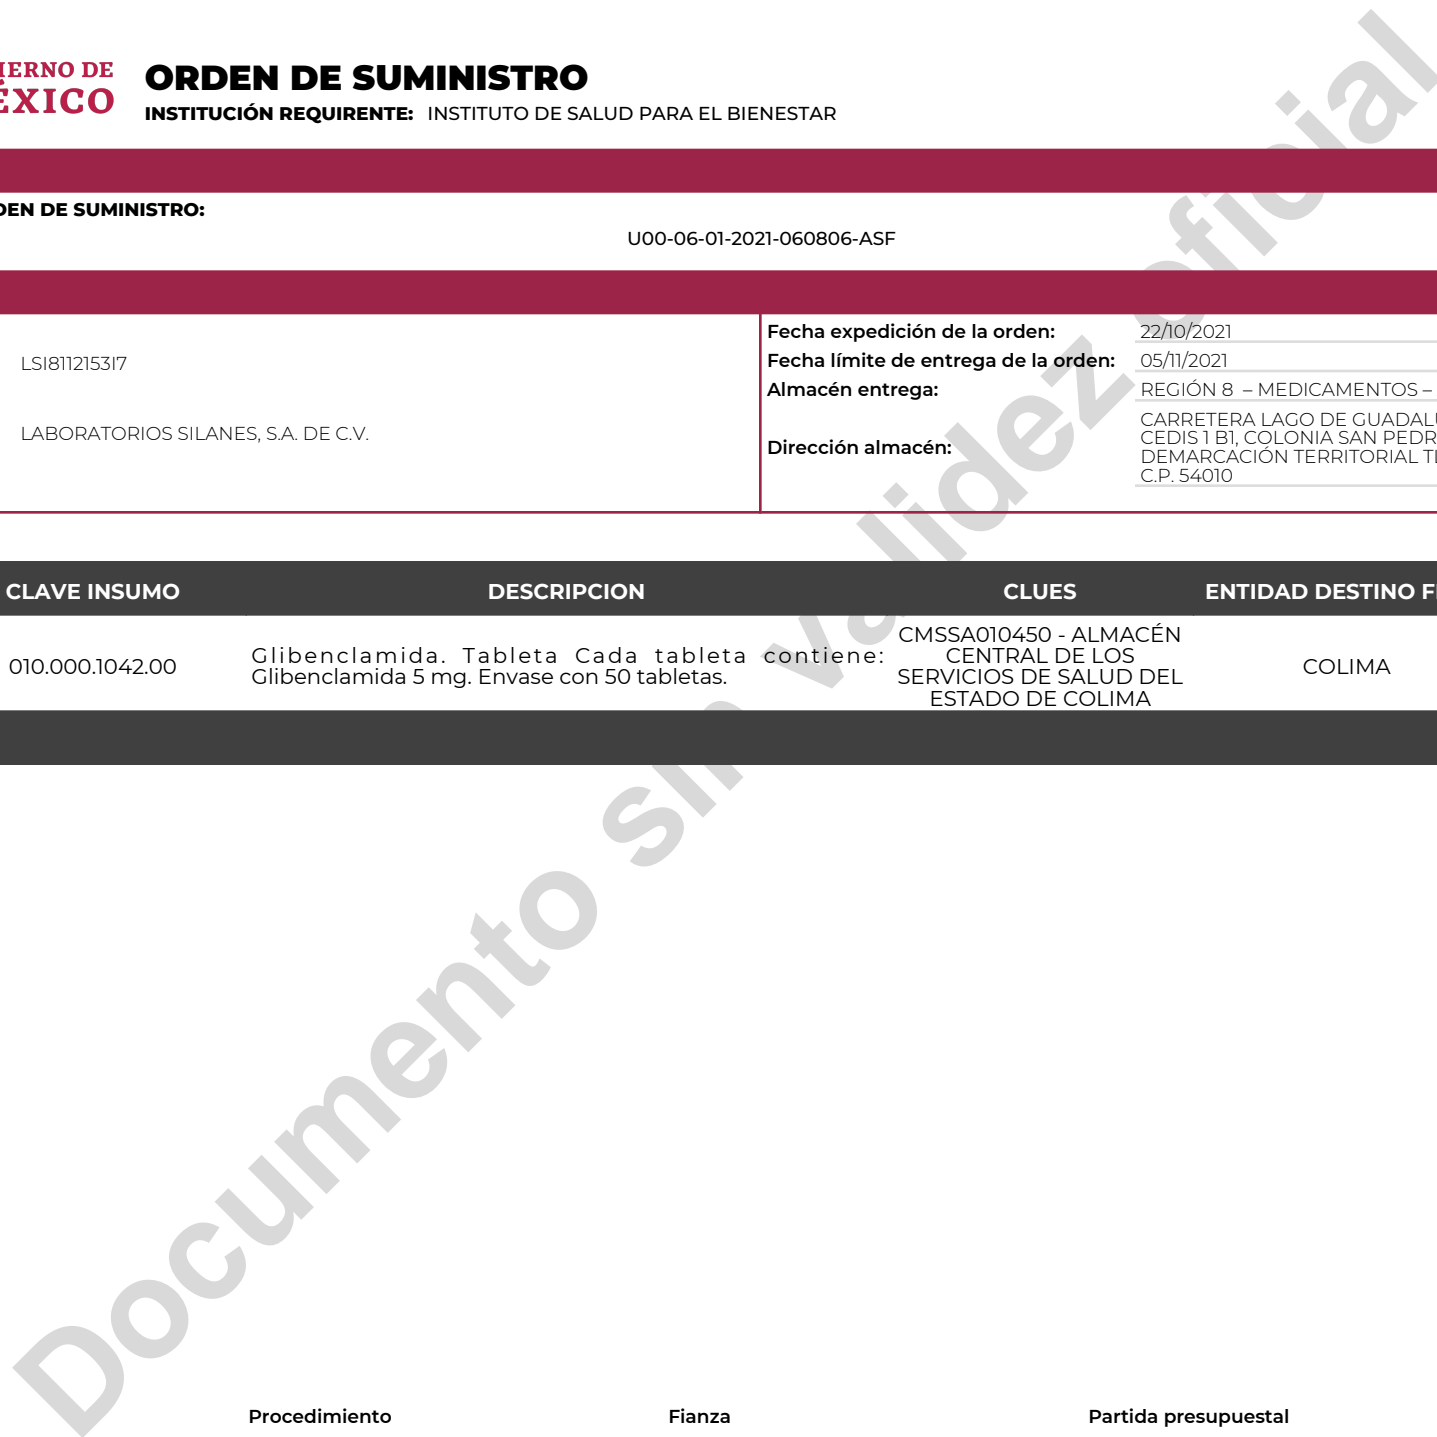 IERNO DE
ÉXICO
ORDEN DE SUMINISTRO
INSTITUCIÓN REQUIRENTE: INSTITUTO DE SALUD PARA EL BIENESTAR
DEN DE SUMINISTRO:
U00-06-01-2021-060806-ASF
LSI811215317
LABORATORIOS SILANES, S.A. DE C.V.
Fecha expedición de la orden: 22/10/2021
Fecha límite de entrega de la orden: 05/11/2021
Almacén entrega: REGIÓN 8 – MEDICAMENTOS –
Dirección almacén:
CARRETERA LAGO DE GUADALU
CEDIS 1 B1, COLONIA SAN PEDR
DEMARCACIÓN TERRITORIAL TL
C.P. 54010
CLAVE INSUMO DESCRIPCION CLUES ENTIDAD DESTINO FI
010.000.1042.00
Glibenclamida. Tableta Cada tableta contiene:
Glibenclamida 5 mg. Envase con 50 tabletas.
CMSSA010450 - ALMACÉN
CENTRAL DE LOS
SERVICIOS DE SALUD DEL
ESTADO DE COLIMA
COLIMA
Documento sin validez oficial
Procedimiento Fianza Partida presupuestal